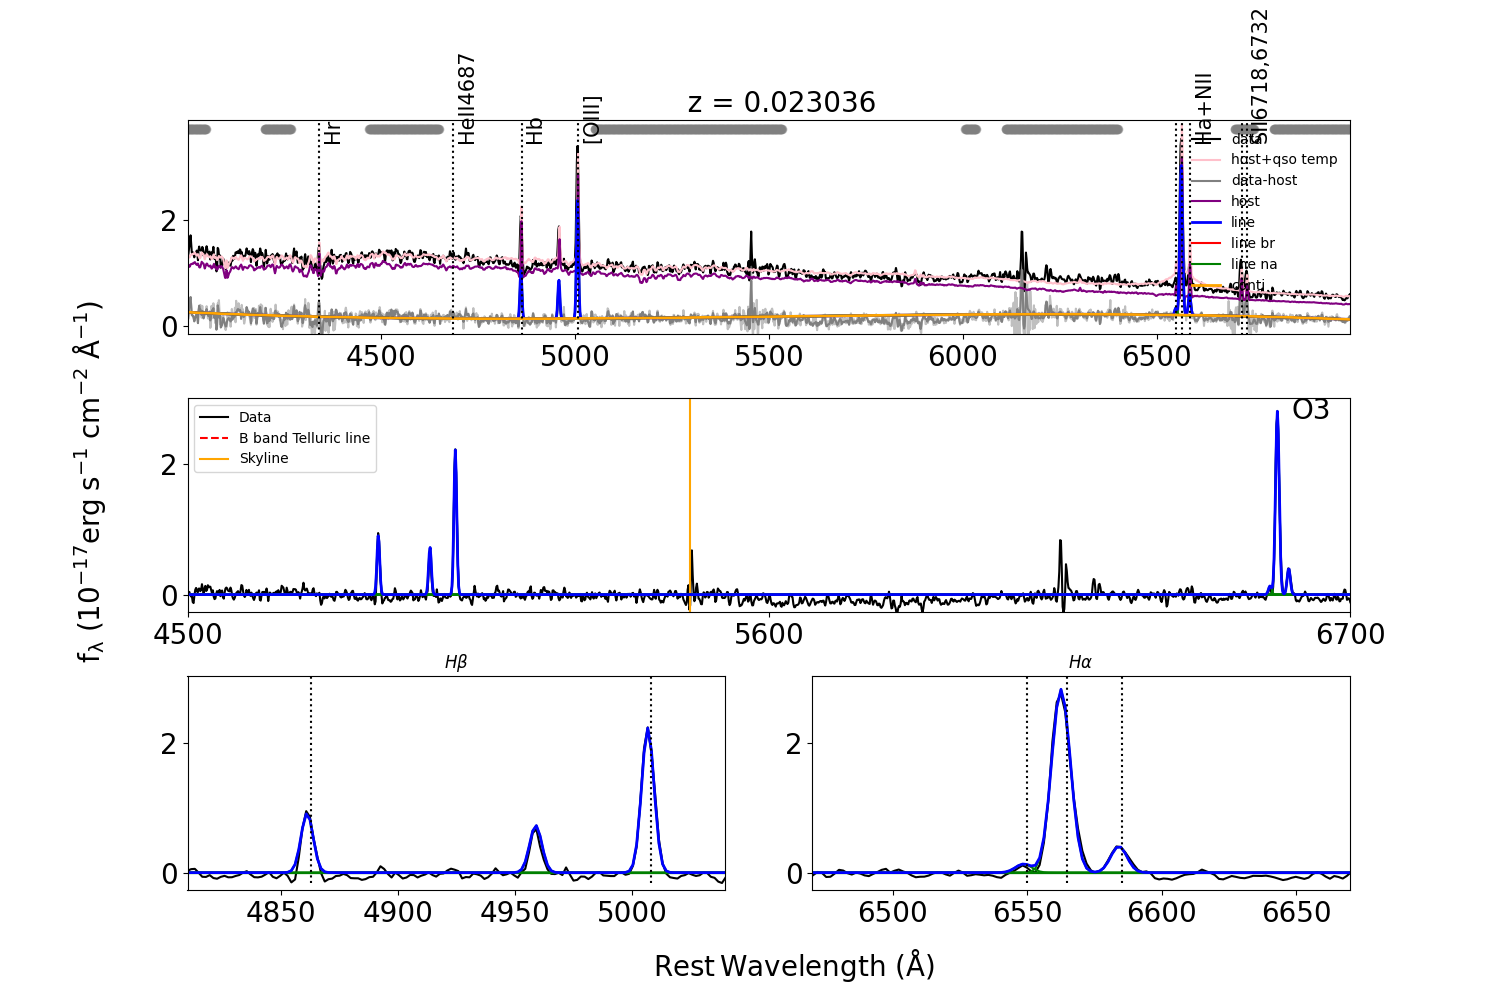 z = 0.023036
Hr
HeII4687
Hb
[OIII]
Ha+NII
SII6718,6732
data
host+qso temp
data-host
host
line
line br
line na
conti
2
0
4500 5000 5500 6000 6500
f_λ (10^{-17} erg s^{-1} cm^{-2} Å^{-1})
Data
B band Telluric line
Skyline
O3
2
0
4500 5600 6700
Hβ
2
0
4850 4900 4950 5000
Hα
2
0
6500 6550 6600 6650
Rest Wavelength (Å)